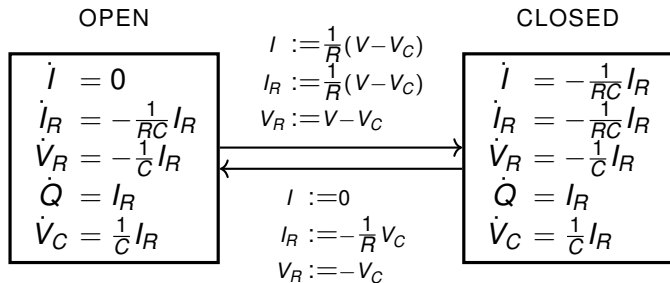 OPEN
CLOSED
İ = 0
İ_R = −1/RC I_R
V̇_R = −1/C I_R
Q̇ = I_R
V̇_C = 1/C I_R
I := 1/R (V−V_C)
I_R := 1/R (V−V_C)
V_R := V−V_C
I := 0
I_R := −1/R V_C
V_R := −V_C
İ = −1/RC I_R
İ_R = −1/RC I_R
V̇_R = −1/C I_R
Q̇ = I_R
V̇_C = 1/C I_R